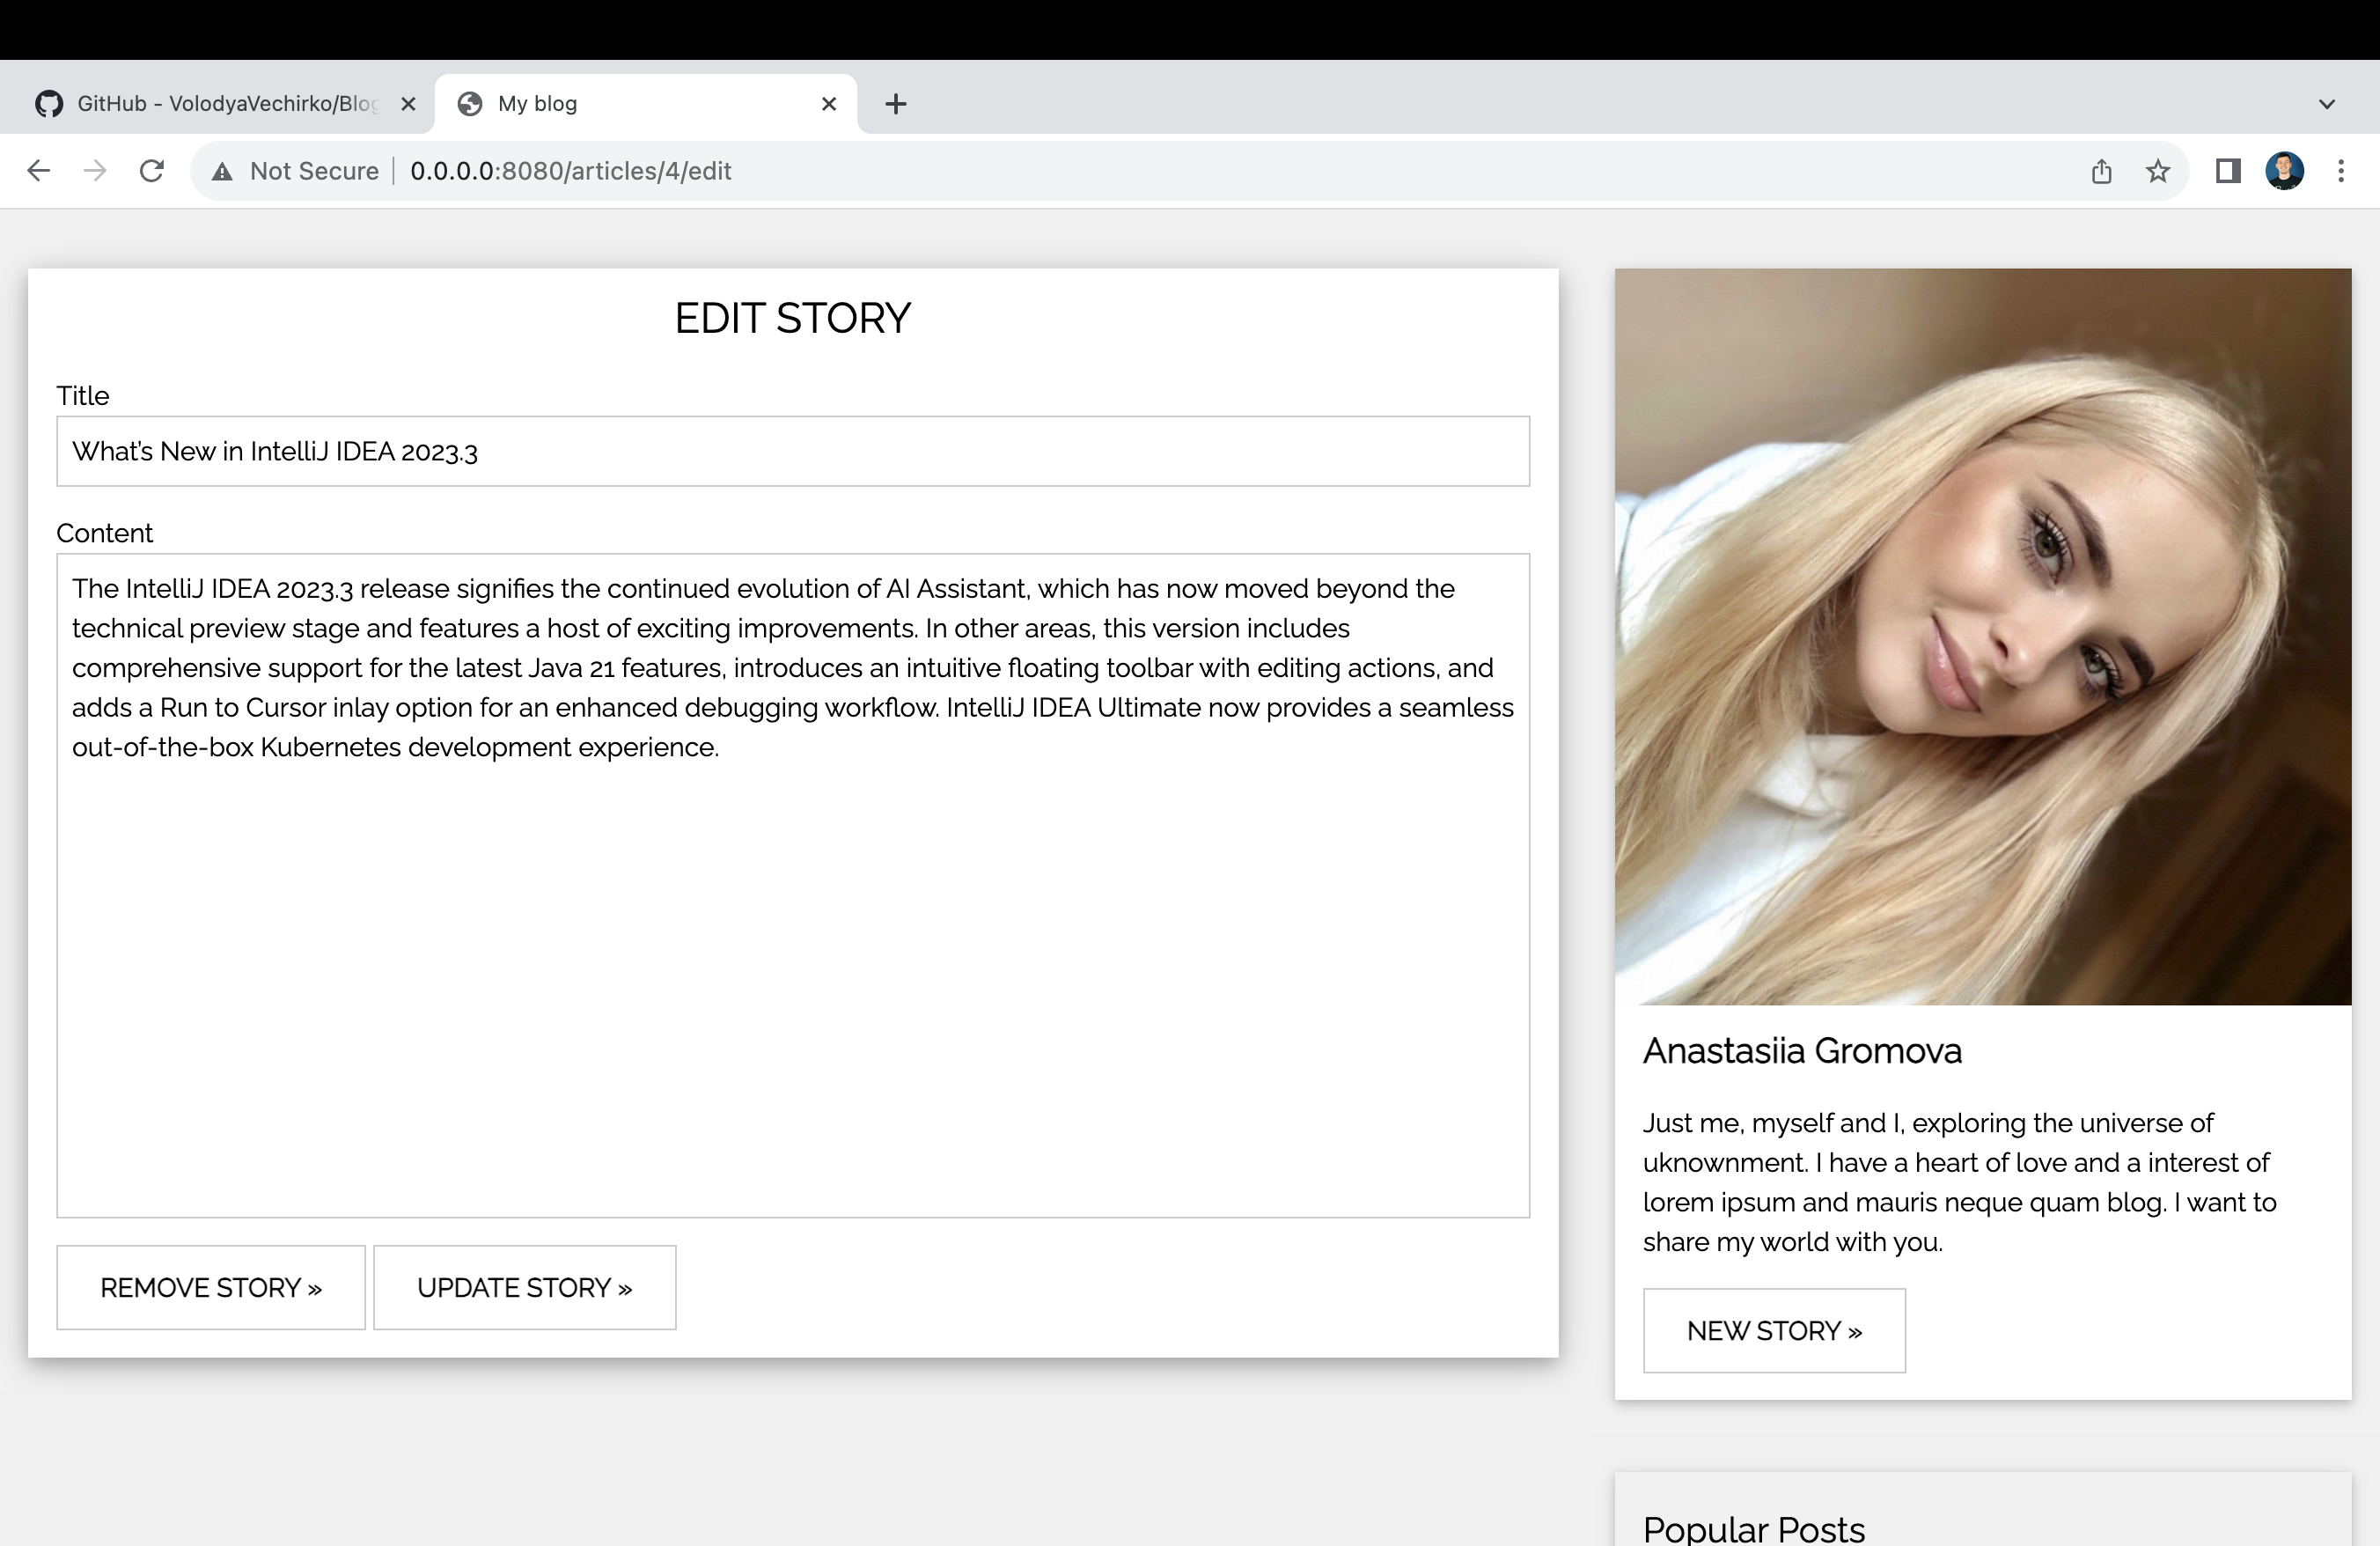 GitHub - VolodyaVechirko/Blog
My blog
Not Secure
0.0.0.0:8080/articles/4/edit
EDIT STORY
Title
What's New in IntelliJ IDEA 2023.3
Content
The IntelliJ IDEA 2023.3 release signifies the continued evolution of AI Assistant, which has now moved beyond the
technical preview stage and features a host of exciting improvements. In other areas, this version includes
comprehensive support for the latest Java 21 features, introduces an intuitive floating toolbar with editing actions, and
adds a Run to Cursor inlay option for an enhanced debugging workflow. IntelliJ IDEA Ultimate now provides a seamless
out-of-the-box Kubernetes development experience.
REMOVE STORY »
UPDATE STORY »
Anastasiia Gromova
Just me, myself and I, exploring the universe of
uknownment. I have a heart of love and a interest of
lorem ipsum and mauris neque quam blog. I want to
share my world with you.
NEW STORY »
Popular Posts